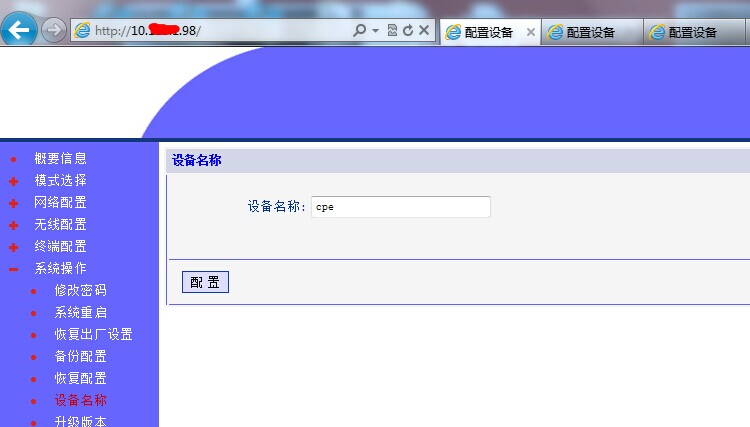 http://10.1 .98/
配置设备
配置设备
配置设备
概要信息
模式选择
网络配置
无线配置
终端配置
系统操作
修改密码
系统重启
恢复出厂设置
备份配置
恢复配置
设备名称
升级版本
设备名称
设备名称: cpe
配 置